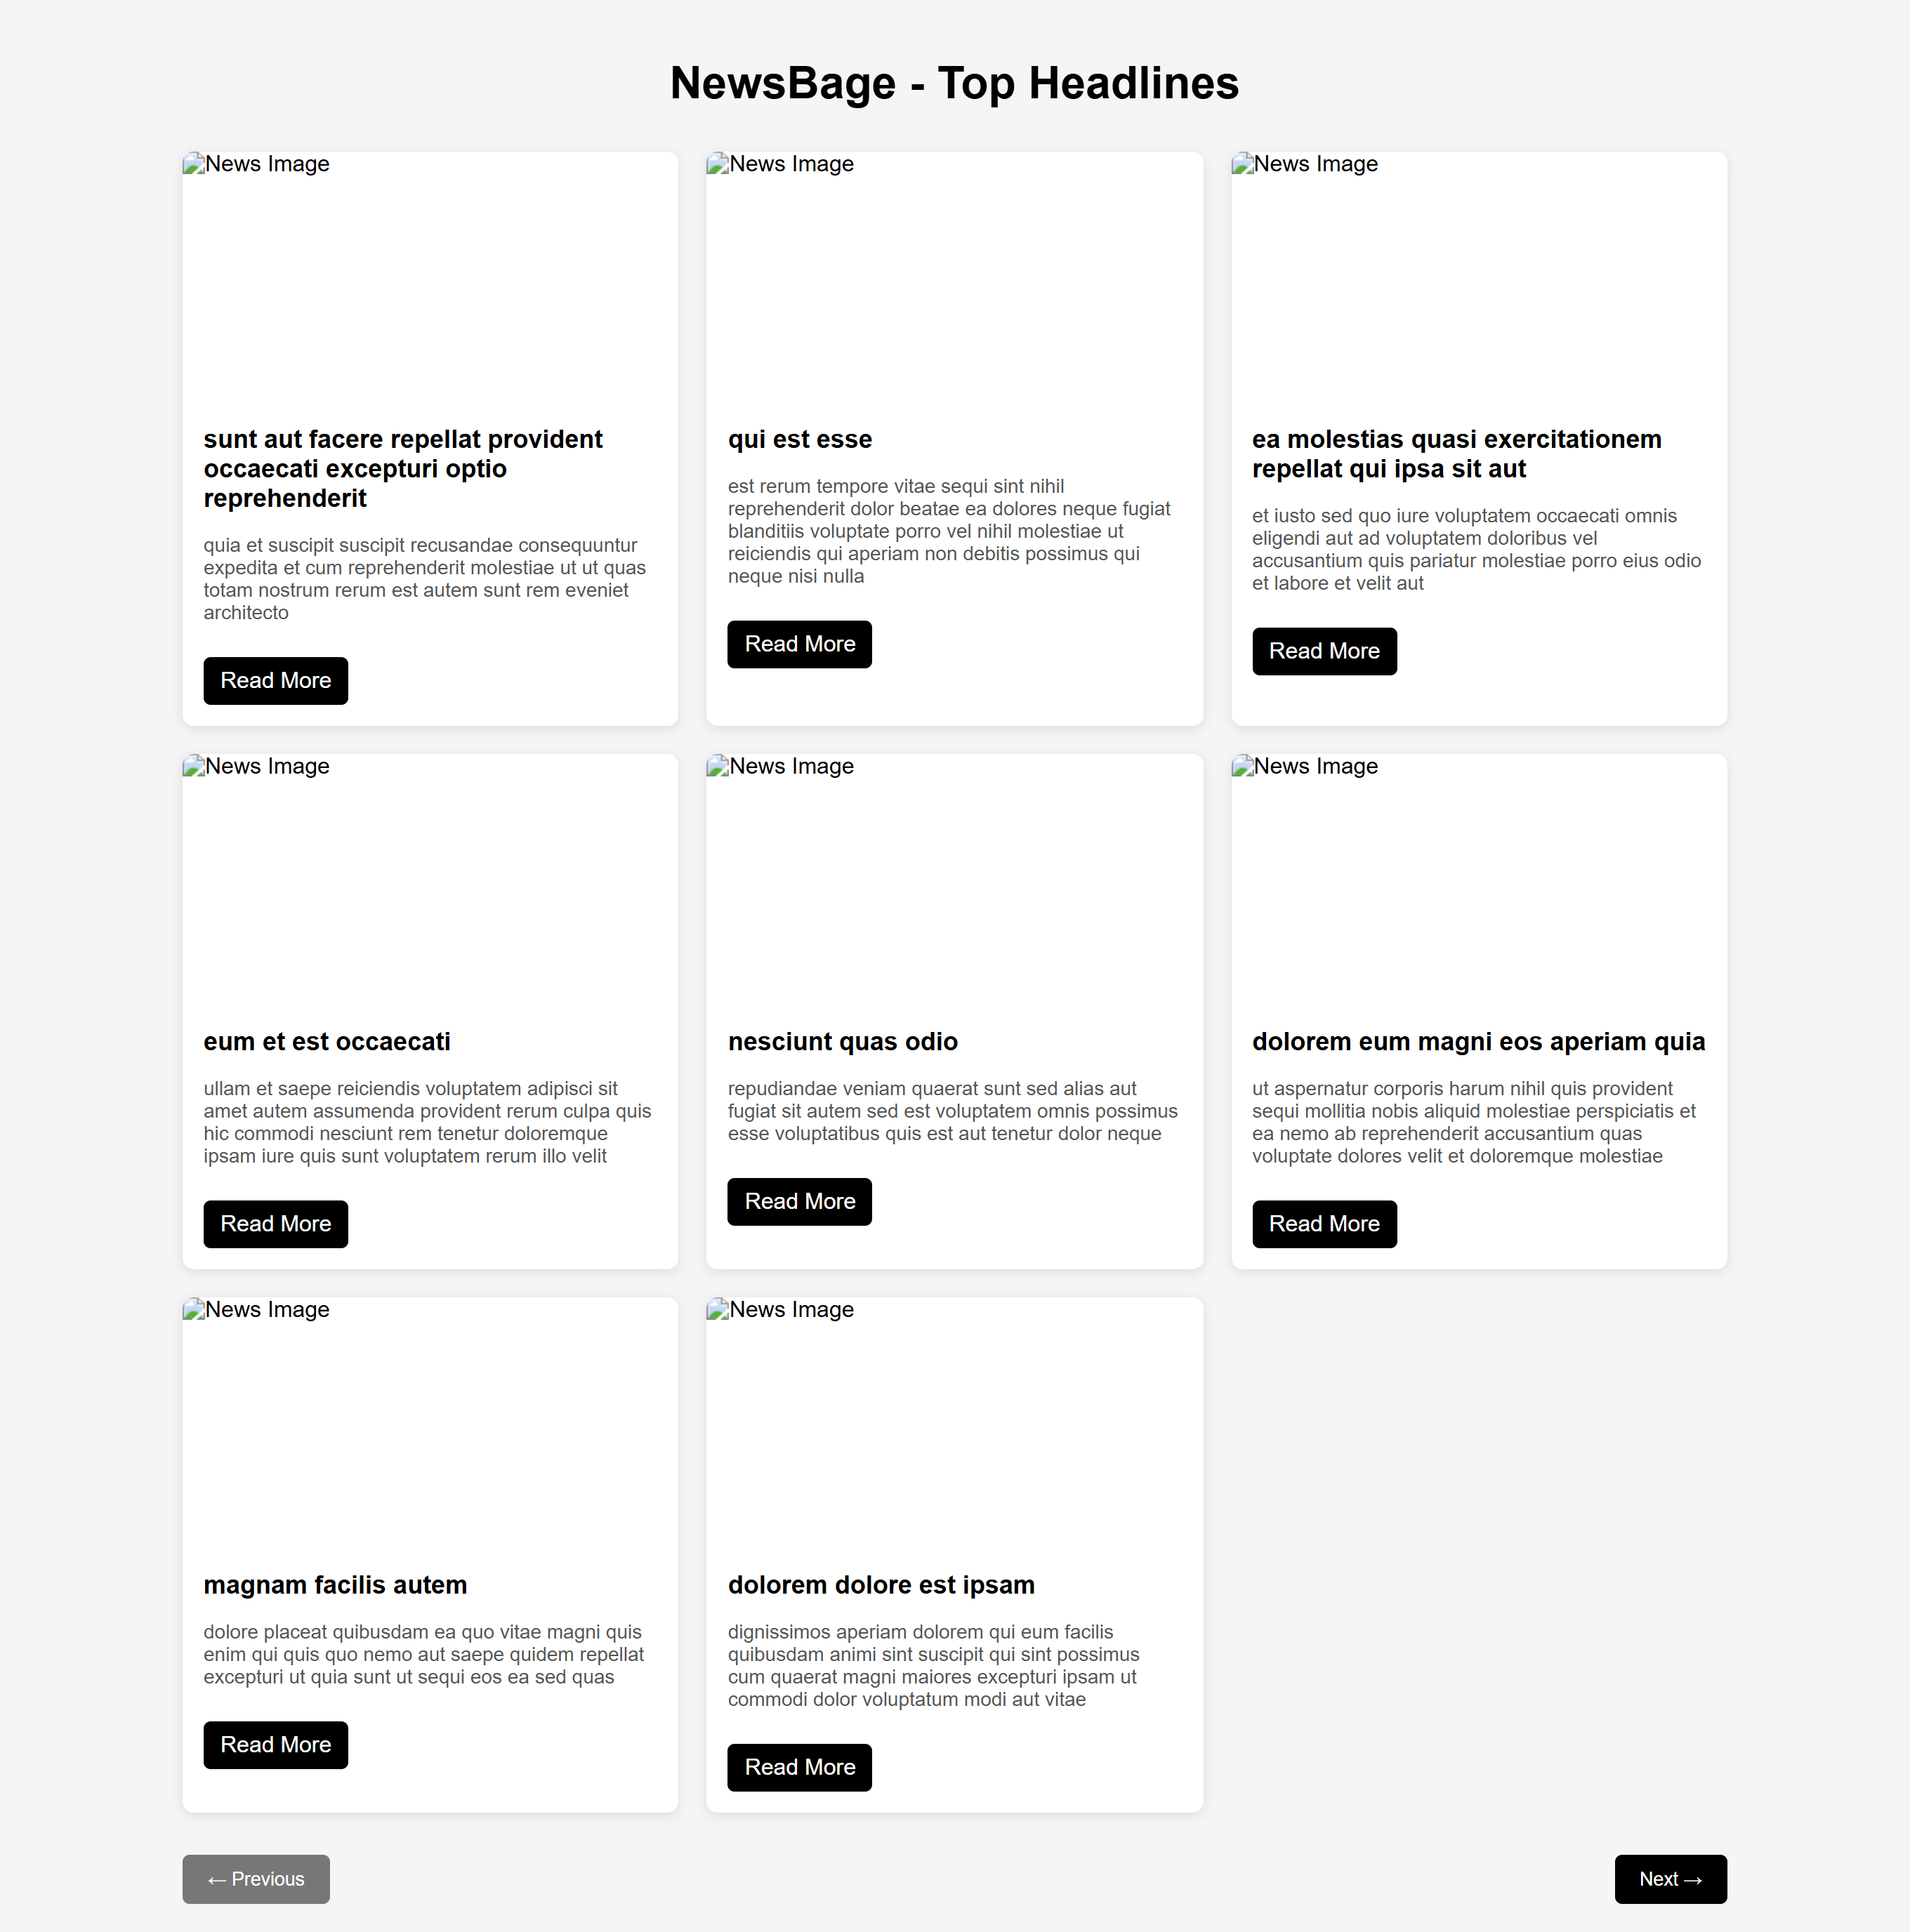 NewsBage - Top Headlines
News Image
sunt aut facere repellat provident
occaecati excepturi optio
reprehenderit
quia et suscipit suscipit recusandae consequuntur
expedita et cum reprehenderit molestiae ut ut quas
totam nostrum rerum est autem sunt rem eveniet
architecto
Read More
News Image
qui est esse
est rerum tempore vitae sequi sint nihil
reprehenderit dolor beatae ea dolores neque fugiat
blanditiis voluptate porro vel nihil molestiae ut
reiciendis qui aperiam non debitis possimus qui
neque nisi nulla
Read More
News Image
ea molestias quasi exercitationem
repellat qui ipsa sit aut
et iusto sed quo iure voluptatem occaecati omnis
eligendi aut ad voluptatem doloribus vel
accusantium quis pariatur molestiae porro eius odio
et labore et velit aut
Read More
News Image
eum et est occaecati
ullam et saepe reiciendis voluptatem adipisci sit
amet autem assumenda provident rerum culpa quis
hic commodi nesciunt rem tenetur doloremque
ipsam iure quis sunt voluptatem rerum illo velit
Read More
News Image
nesciunt quas odio
repudiandae veniam quaerat sunt sed alias aut
fugiat sit autem sed est voluptatem omnis possimus
esse voluptatibus quis est aut tenetur dolor neque
Read More
News Image
dolorem eum magni eos aperiam quia
ut aspernatur corporis harum nihil quis provident
sequi mollitia nobis aliquid molestiae perspiciatis et
ea nemo ab reprehenderit accusantium quas
voluptate dolores velit et doloremque molestiae
Read More
News Image
magnam facilis autem
dolore placeat quibusdam ea quo vitae magni quis
enim qui quis quo nemo aut saepe quidem repellat
excepturi ut quia sunt ut sequi eos ea sed quas
Read More
News Image
dolorem dolore est ipsam
dignissimos aperiam dolorem qui eum facilis
quibusdam animi sint suscipit qui sint possimus
cum quaerat magni maiores excepturi ipsam ut
commodi dolor voluptatum modi aut vitae
Read More
← Previous
Next →